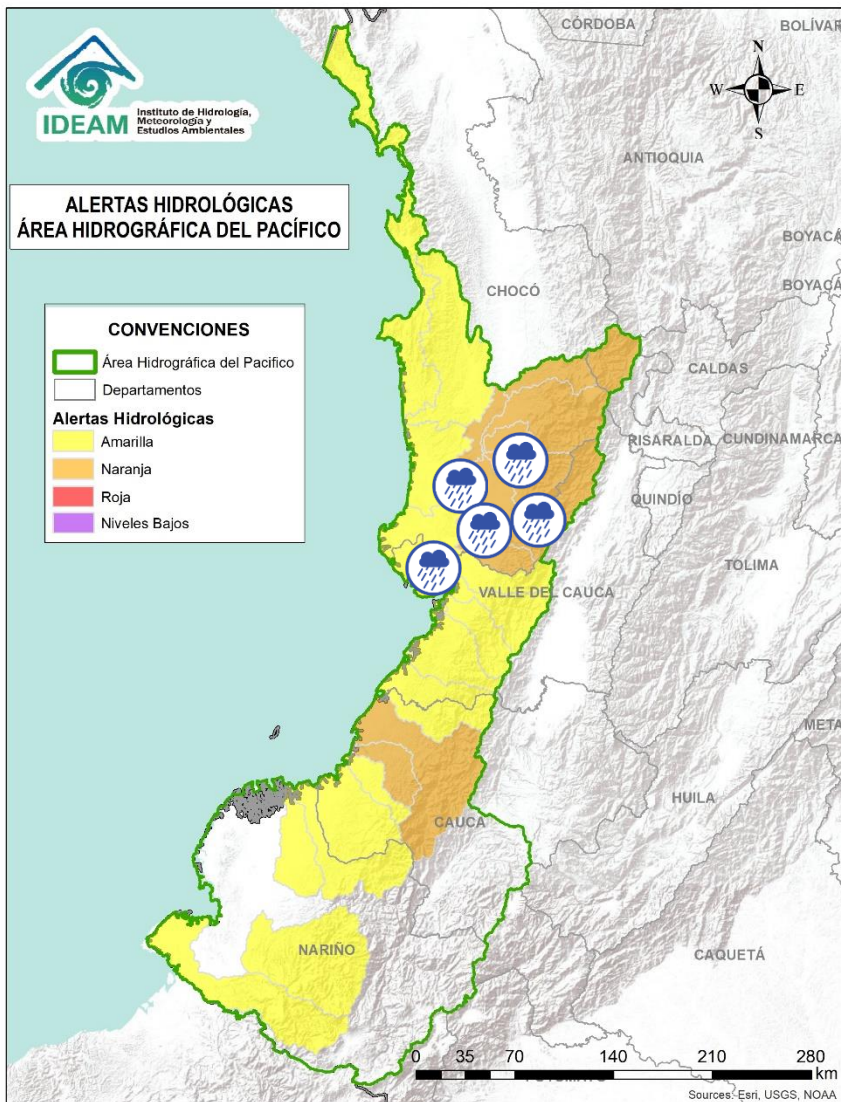 IDEAM
Instituto de Hidrología,
Meteorología y
Estudios Ambientales
ALERTAS HIDROLÓGICAS
ÁREA HIDROGRÁFICA DEL PACÍFICO
CONVENCIONES
Área Hidrográfica del Pacifico
Departamentos
Alertas Hidrológicas
Amarilla
Naranja
Roja
Niveles Bajos
N
W
E
S
CÓRDOBA
BOLÍVAR
ANTIOQUIA
BOYACÁ
BOYACÁ
CHOCÓ
CALDAS
RISARALDA
CUNDINAMARCA
QUINDÍO
TOLIMA
VALLE DEL CAUCA
META
HUILA
CAUCA
NARIÑO
CAQUETÁ
0 35 70 140 210 280
km
Sources: Esri, USGS, NOAA